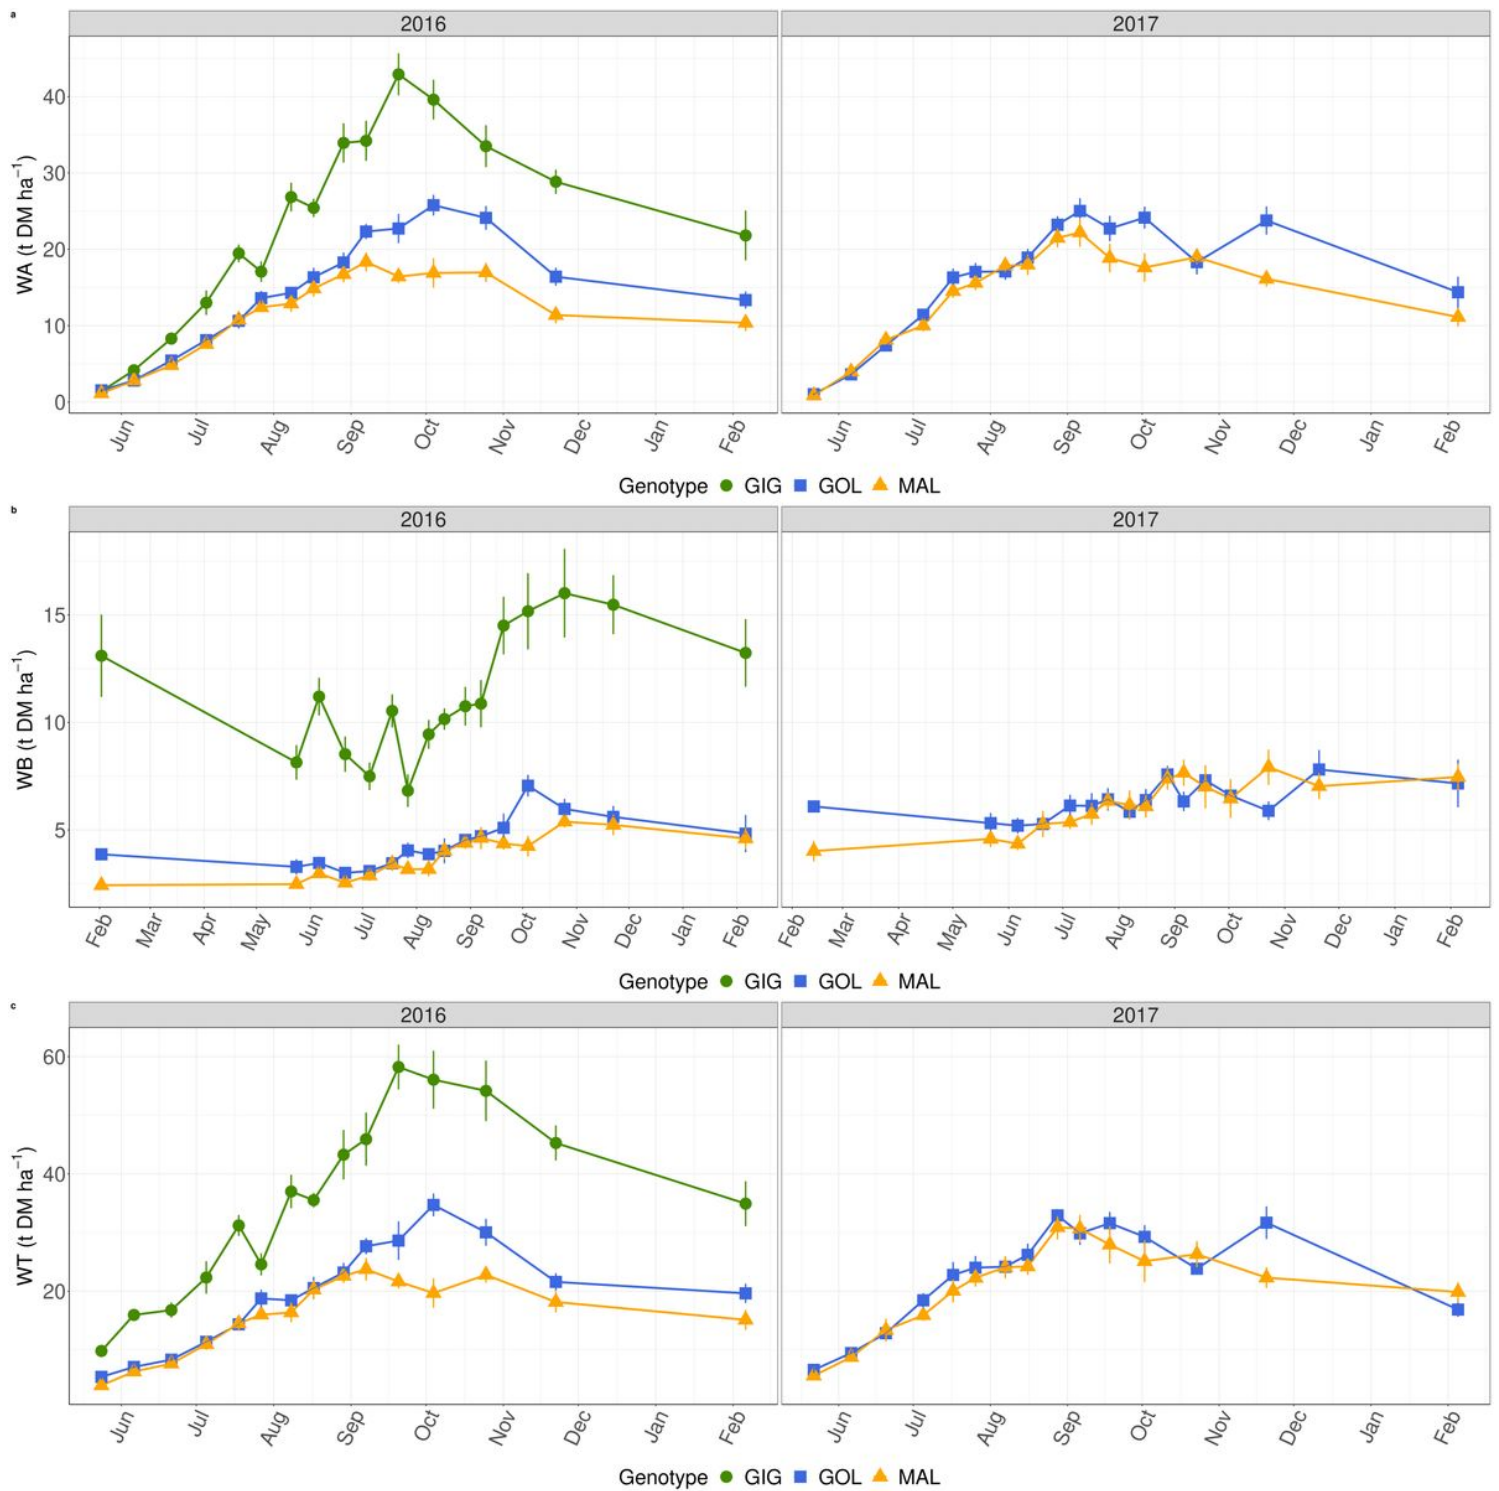 a
2016 2017
WA (t DM ha⁻¹)
40
30
20
10
0
Jun Jul Aug Sep Oct Nov Dec Jan Feb Jun Jul Aug Sep Oct Nov Dec Jan Feb
Genotype GIG GOL MAL
b
2016 2017
WB (t DM ha⁻¹)
15
10
5
Feb Mar Apr May Jun Jul Aug Sep Oct Nov Dec Jan Feb Feb Mar Apr May Jun Jul Aug Sep Oct Nov Dec Jan Feb
Genotype GIG GOL MAL
c
2016 2017
WT (t DM ha⁻¹)
60
40
20
Jun Jul Aug Sep Oct Nov Dec Jan Feb Jun Jul Aug Sep Oct Nov Dec Jan Feb
Genotype GIG GOL MAL